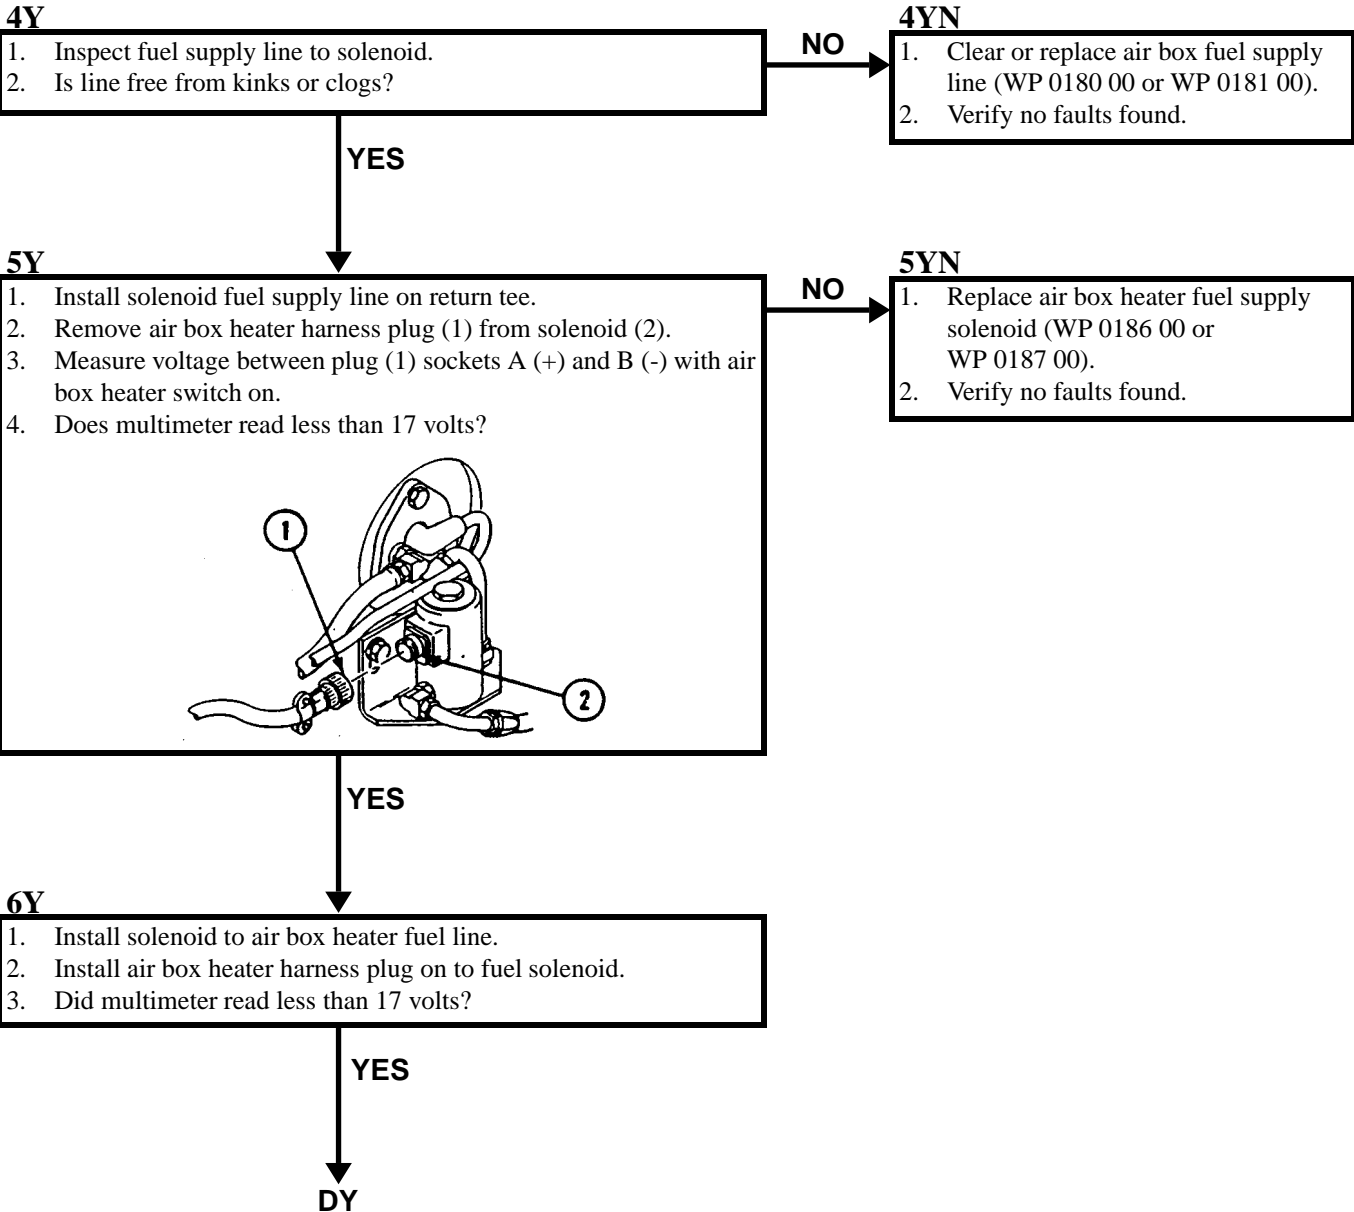 4Y
1. Inspect fuel supply line to solenoid.
2. Is line free from kinks or clogs?
NO
4YN
1. Clear or replace air box fuel supply
line (WP 0180 00 or WP 0181 00).
2. Verify no faults found.
YES
5Y
1. Install solenoid fuel supply line on return tee.
2. Remove air box heater harness plug (1) from solenoid (2).
3. Measure voltage between plug (1) sockets A (+) and B (-) with air
box heater switch on.
4. Does multimeter read less than 17 volts?
1
2
NO
5YN
1. Replace air box heater fuel supply
solenoid (WP 0186 00 or
WP 0187 00).
2. Verify no faults found.
YES
6Y
1. Install solenoid to air box heater fuel line.
2. Install air box heater harness plug on to fuel solenoid.
3. Did multimeter read less than 17 volts?
YES
DY